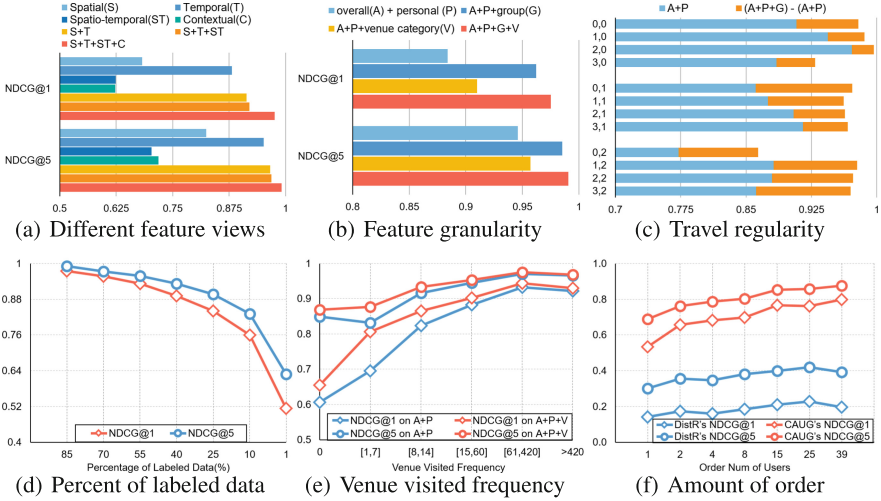 Spatial(S) Temporal(T)
Spatio-temporal(ST) Contextual(C)
S+T S+T+ST
S+T+ST+C
NDCG@1
NDCG@5
0.5 0.625 0.75 0.875 1
(a) Different feature views
overall(A) + personal (P) A+P+group(G)
A+P+venue category(V) A+P+G+V
NDCG@1
NDCG@5
0.8 0.85 0.9 0.95 1
(b) Feature granularity
A+P (A+P+G) - (A+P)
0,0
1,0
2,0
3,0
0,1
1,1
2,1
3,1
0,2
1,2
2,2
3,2
0.7 0.775 0.85 0.925 1
(c) Travel regularity
1
0.88
0.76
0.64
0.52
0.4
NDCG@1 NDCG@5
85 70 55 40 25 10 1
Percentage of Labeled Data(%)
(d) Percent of labeled data
1
0.9
0.8
0.7
0.6
0.5
NDCG@1 on A+P NDCG@1 on A+P+V
NDCG@5 on A+P NDCG@5 on A+P+V
0 [1,7] [8,14] [15,60] [61,420] >420
Venue Visited Frequency
(e) Venue visited frequency
1.0
0.8
0.6
0.4
0.2
0.0
DistR's NDCG@1 CAUG's NDCG@1
DistR's NDCG@5 CAUG's NDCG@5
1 2 4 8 15 25 39
Order Num of Users
(f) Amount of order